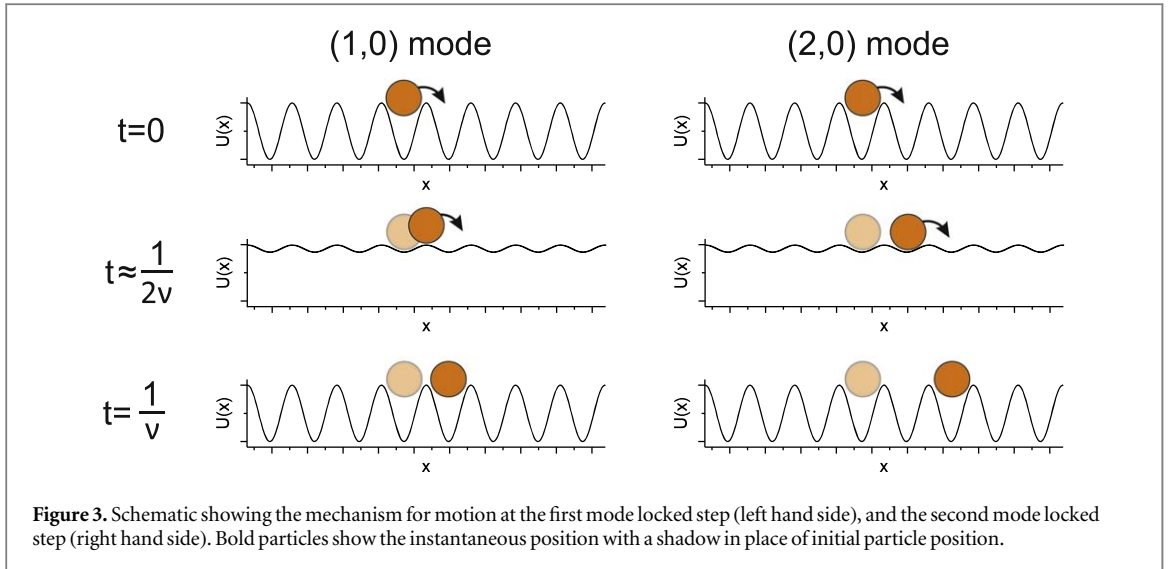 (1,0) mode
(2,0) mode
t=0
U(x)
x
U(x)
x
t≈1/2ν
U(x)
x
U(x)
x
t=1/ν
U(x)
x
U(x)
x
Figure 3. Schematic showing the mechanism for motion at the first mode locked step (left hand side), and the second mode locked
step (right hand side). Bold particles show the instantaneous position with a shadow in place of initial particle position.